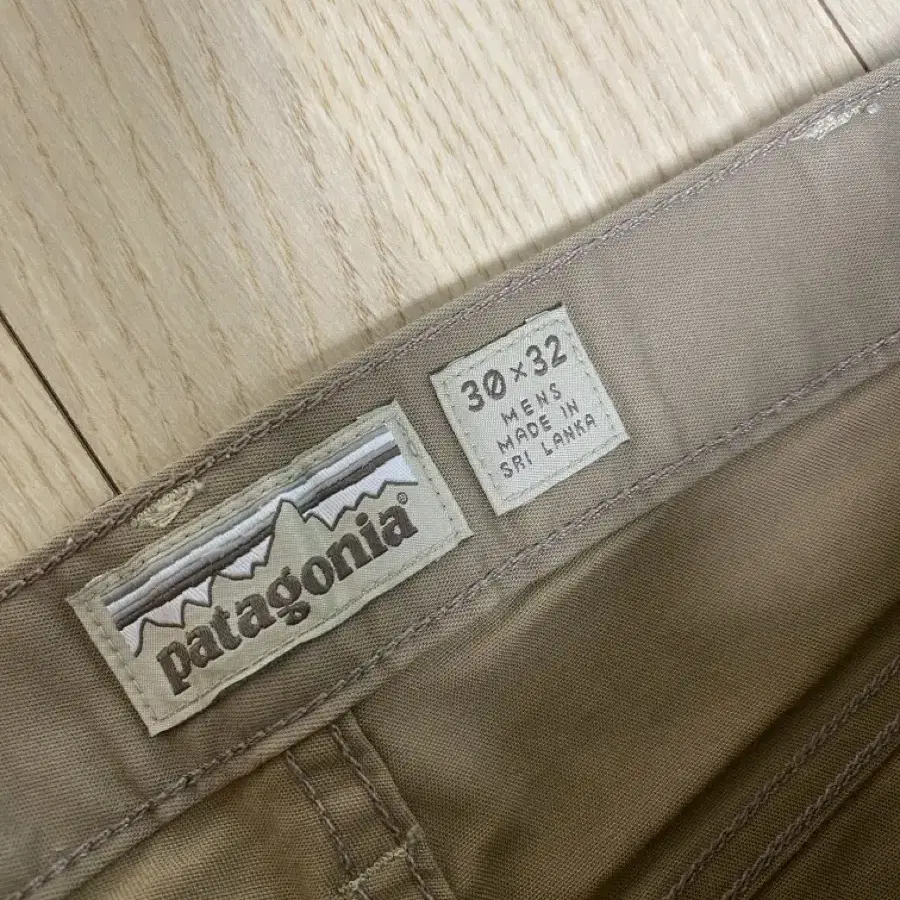 patagonia®
30×32
MENS
MADE IN
SRI LANKA